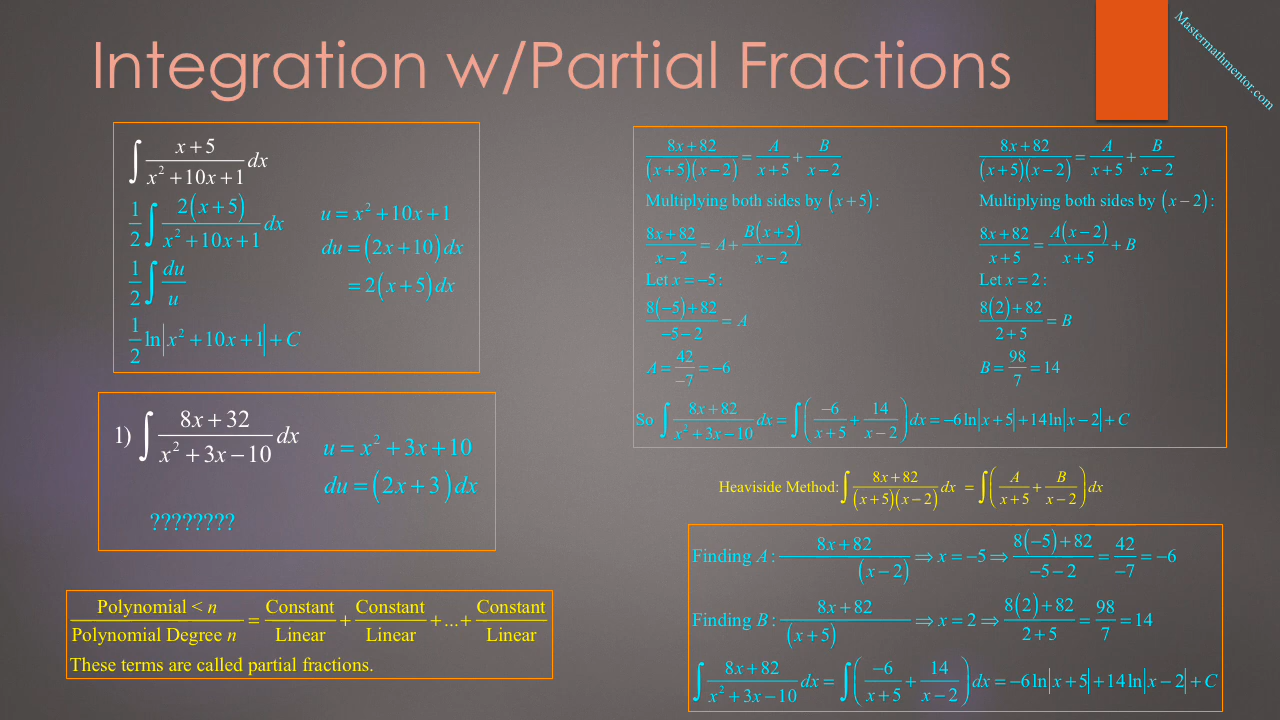 Integration w/Partial Fractions
Mastermathmentor.com
∫ (x + 5)/(x² + 10x + 1) dx
1/2 ∫ 2(x + 5)/(x² + 10x + 1) dx
u = x² + 10x + 1
du = (2x + 10) dx
= 2(x + 5) dx
1/2 ∫ du/u
1/2 ln|x² + 10x + 1| + C
1) ∫ (8x + 32)/(x² + 3x − 10) dx
u = x² + 3x + 10
du = (2x + 3) dx
????????
Polynomial < n / Polynomial Degree n = Constant/Linear + Constant/Linear + ... + Constant/Linear
These terms are called partial fractions.
(8x + 82)/((x + 5)(x − 2)) = A/(x + 5) + B/(x − 2)
Multiplying both sides by (x + 5):
(8x + 82)/(x − 2) = A + B(x + 5)/(x − 2)
Let x = −5:
(8(−5) + 82)/(−5 − 2) = A
A = 42/−7 = −6
(8x + 82)/((x + 5)(x − 2)) = A/(x + 5) + B/(x − 2)
Multiplying both sides by (x − 2):
(8x + 82)/(x + 5) = A(x − 2)/(x + 5) + B
Let x = 2:
(8(2) + 82)/(2 + 5) = B
B = 98/7 = 14
So ∫ (8x + 82)/(x² + 3x − 10) dx = ∫ (−6/(x + 5) + 14/(x − 2)) dx = −6 ln|x + 5| + 14 ln|x − 2| + C
Heaviside Method: ∫ (8x + 82)/((x + 5)(x − 2)) dx = ∫ (A/(x + 5) + B/(x − 2)) dx
Finding A: (8x + 82)/(x − 2) ⇒ x = −5 ⇒ (8(−5) + 82)/(−5 − 2) = 42/−7 = −6
Finding B: (8x + 82)/(x + 5) ⇒ x = 2 ⇒ (8(2) + 82)/(2 + 5) = 98/7 = 14
∫ (8x + 82)/(x² + 3x − 10) dx = ∫ (−6/(x + 5) + 14/(x − 2)) dx = −6 ln|x + 5| + 14 ln|x − 2| + C